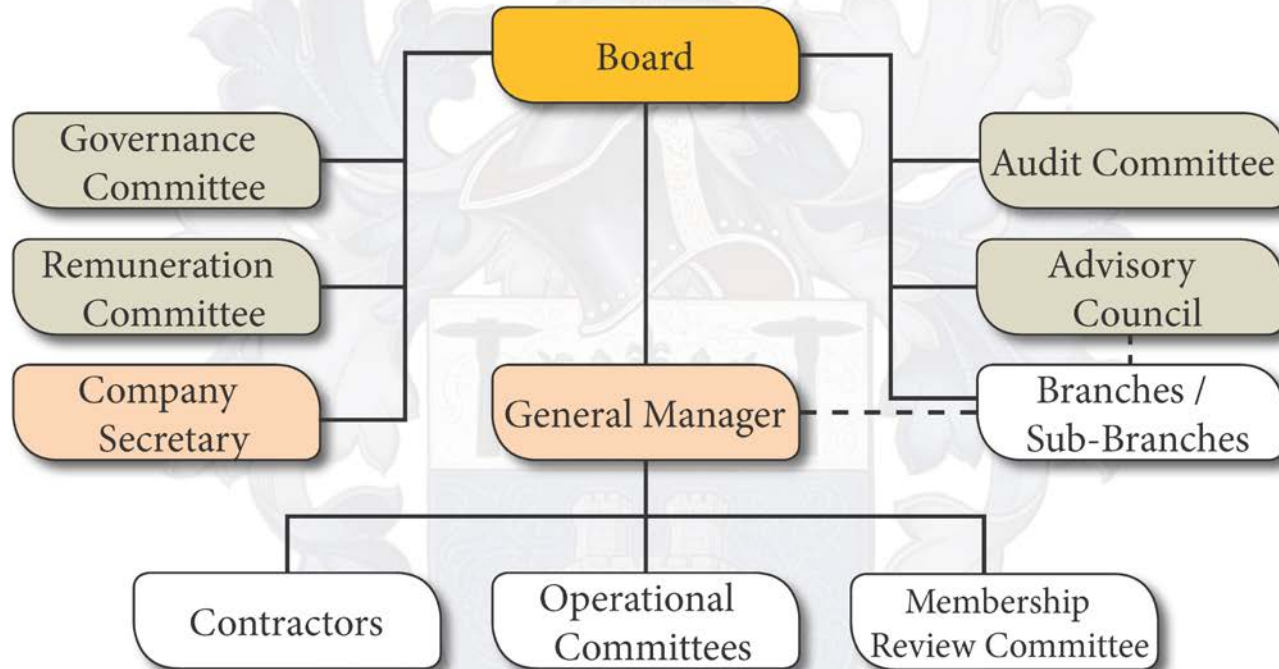 Board
Governance
Committee
Audit Committee
Remuneration
Committee
Advisory
Council
Company
Secretary
General Manager
Branches /
Sub-Branches
Contractors
Operational
Committees
Membership
Review Committee